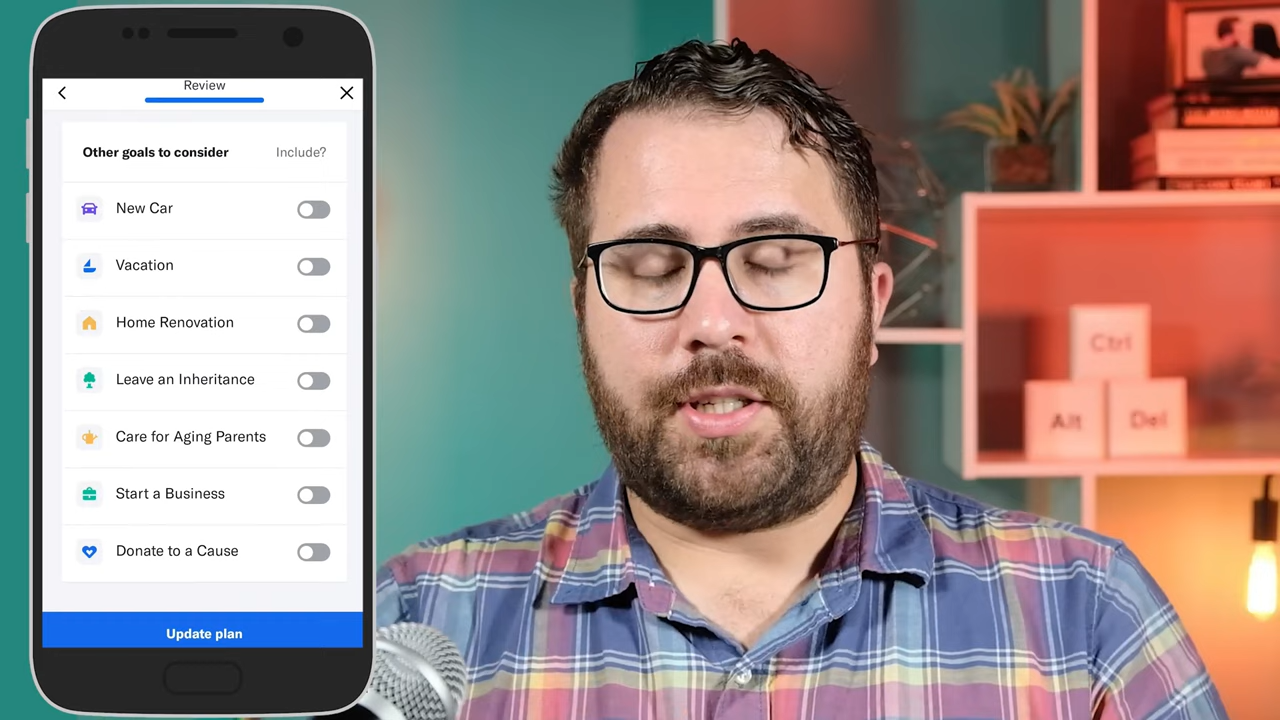 Review
Other goals to consider
Include?
New Car
Vacation
Home Renovation
Leave an Inheritance
Care for Aging Parents
Start a Business
Donate to a Cause
Update plan
Ctrl
Alt
Del